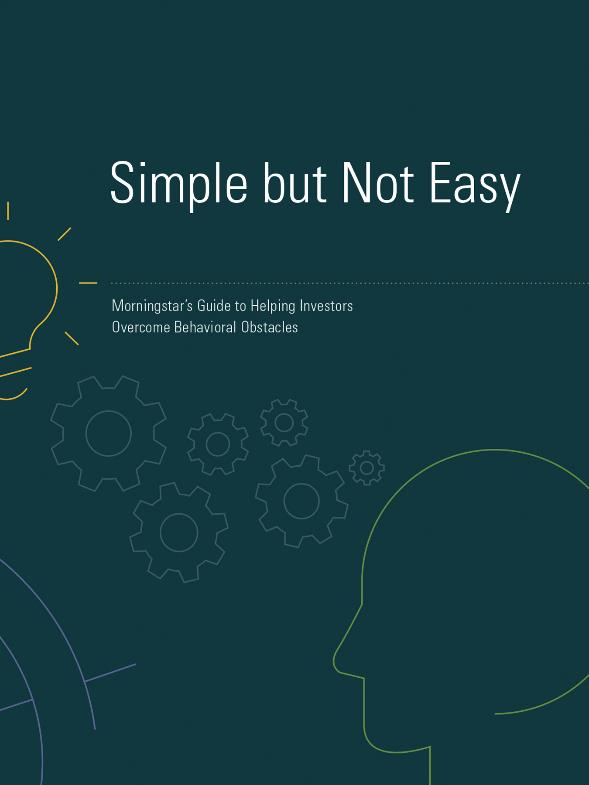 Simple but Not Easy
Morningstar’s Guide to Helping Investors
Overcome Behavioral Obstacles